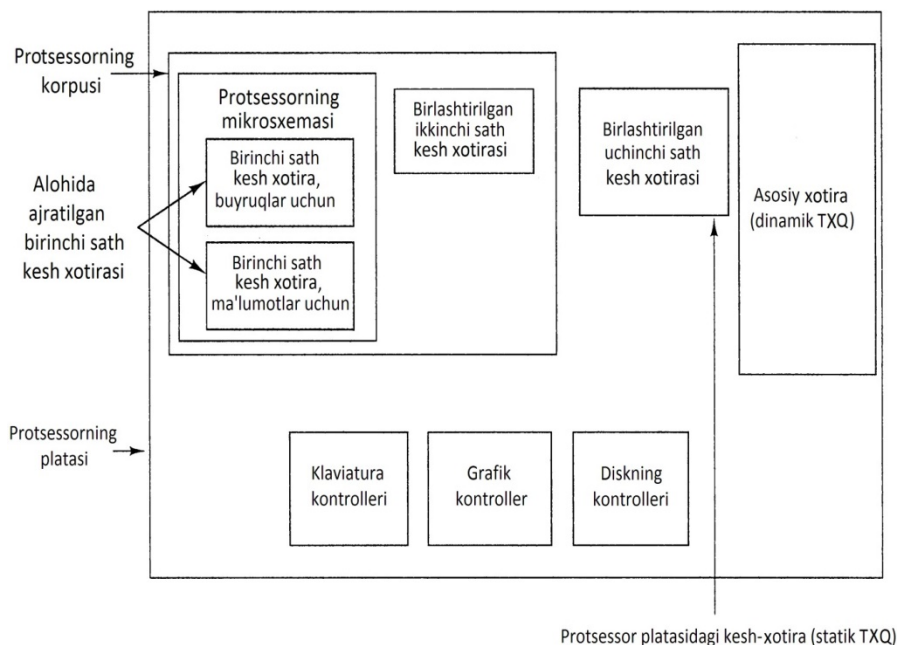 Protsessorning
korpusi
Protsessorning
mikrosxemasi
Birinchi sath
kesh xotira,
buyruqlar uchun
Birinchi sath
kesh xotira,
ma'lumotlar uchun
Alohida
ajratilgan
birinchi sath
kesh xotirasi
Birlashtirilgan
ikkinchi sath
kesh xotirasi
Birlashtirilgan
uchinchi sath
kesh xotirasi
Asosiy xotira
(dinamik TXQ)
Protsessorning
platasi
Klaviatura
kontrolleri
Grafik
kontroller
Diskning
kontrolleri
Protsessor platasidagi kesh-xotira (statik TXQ)